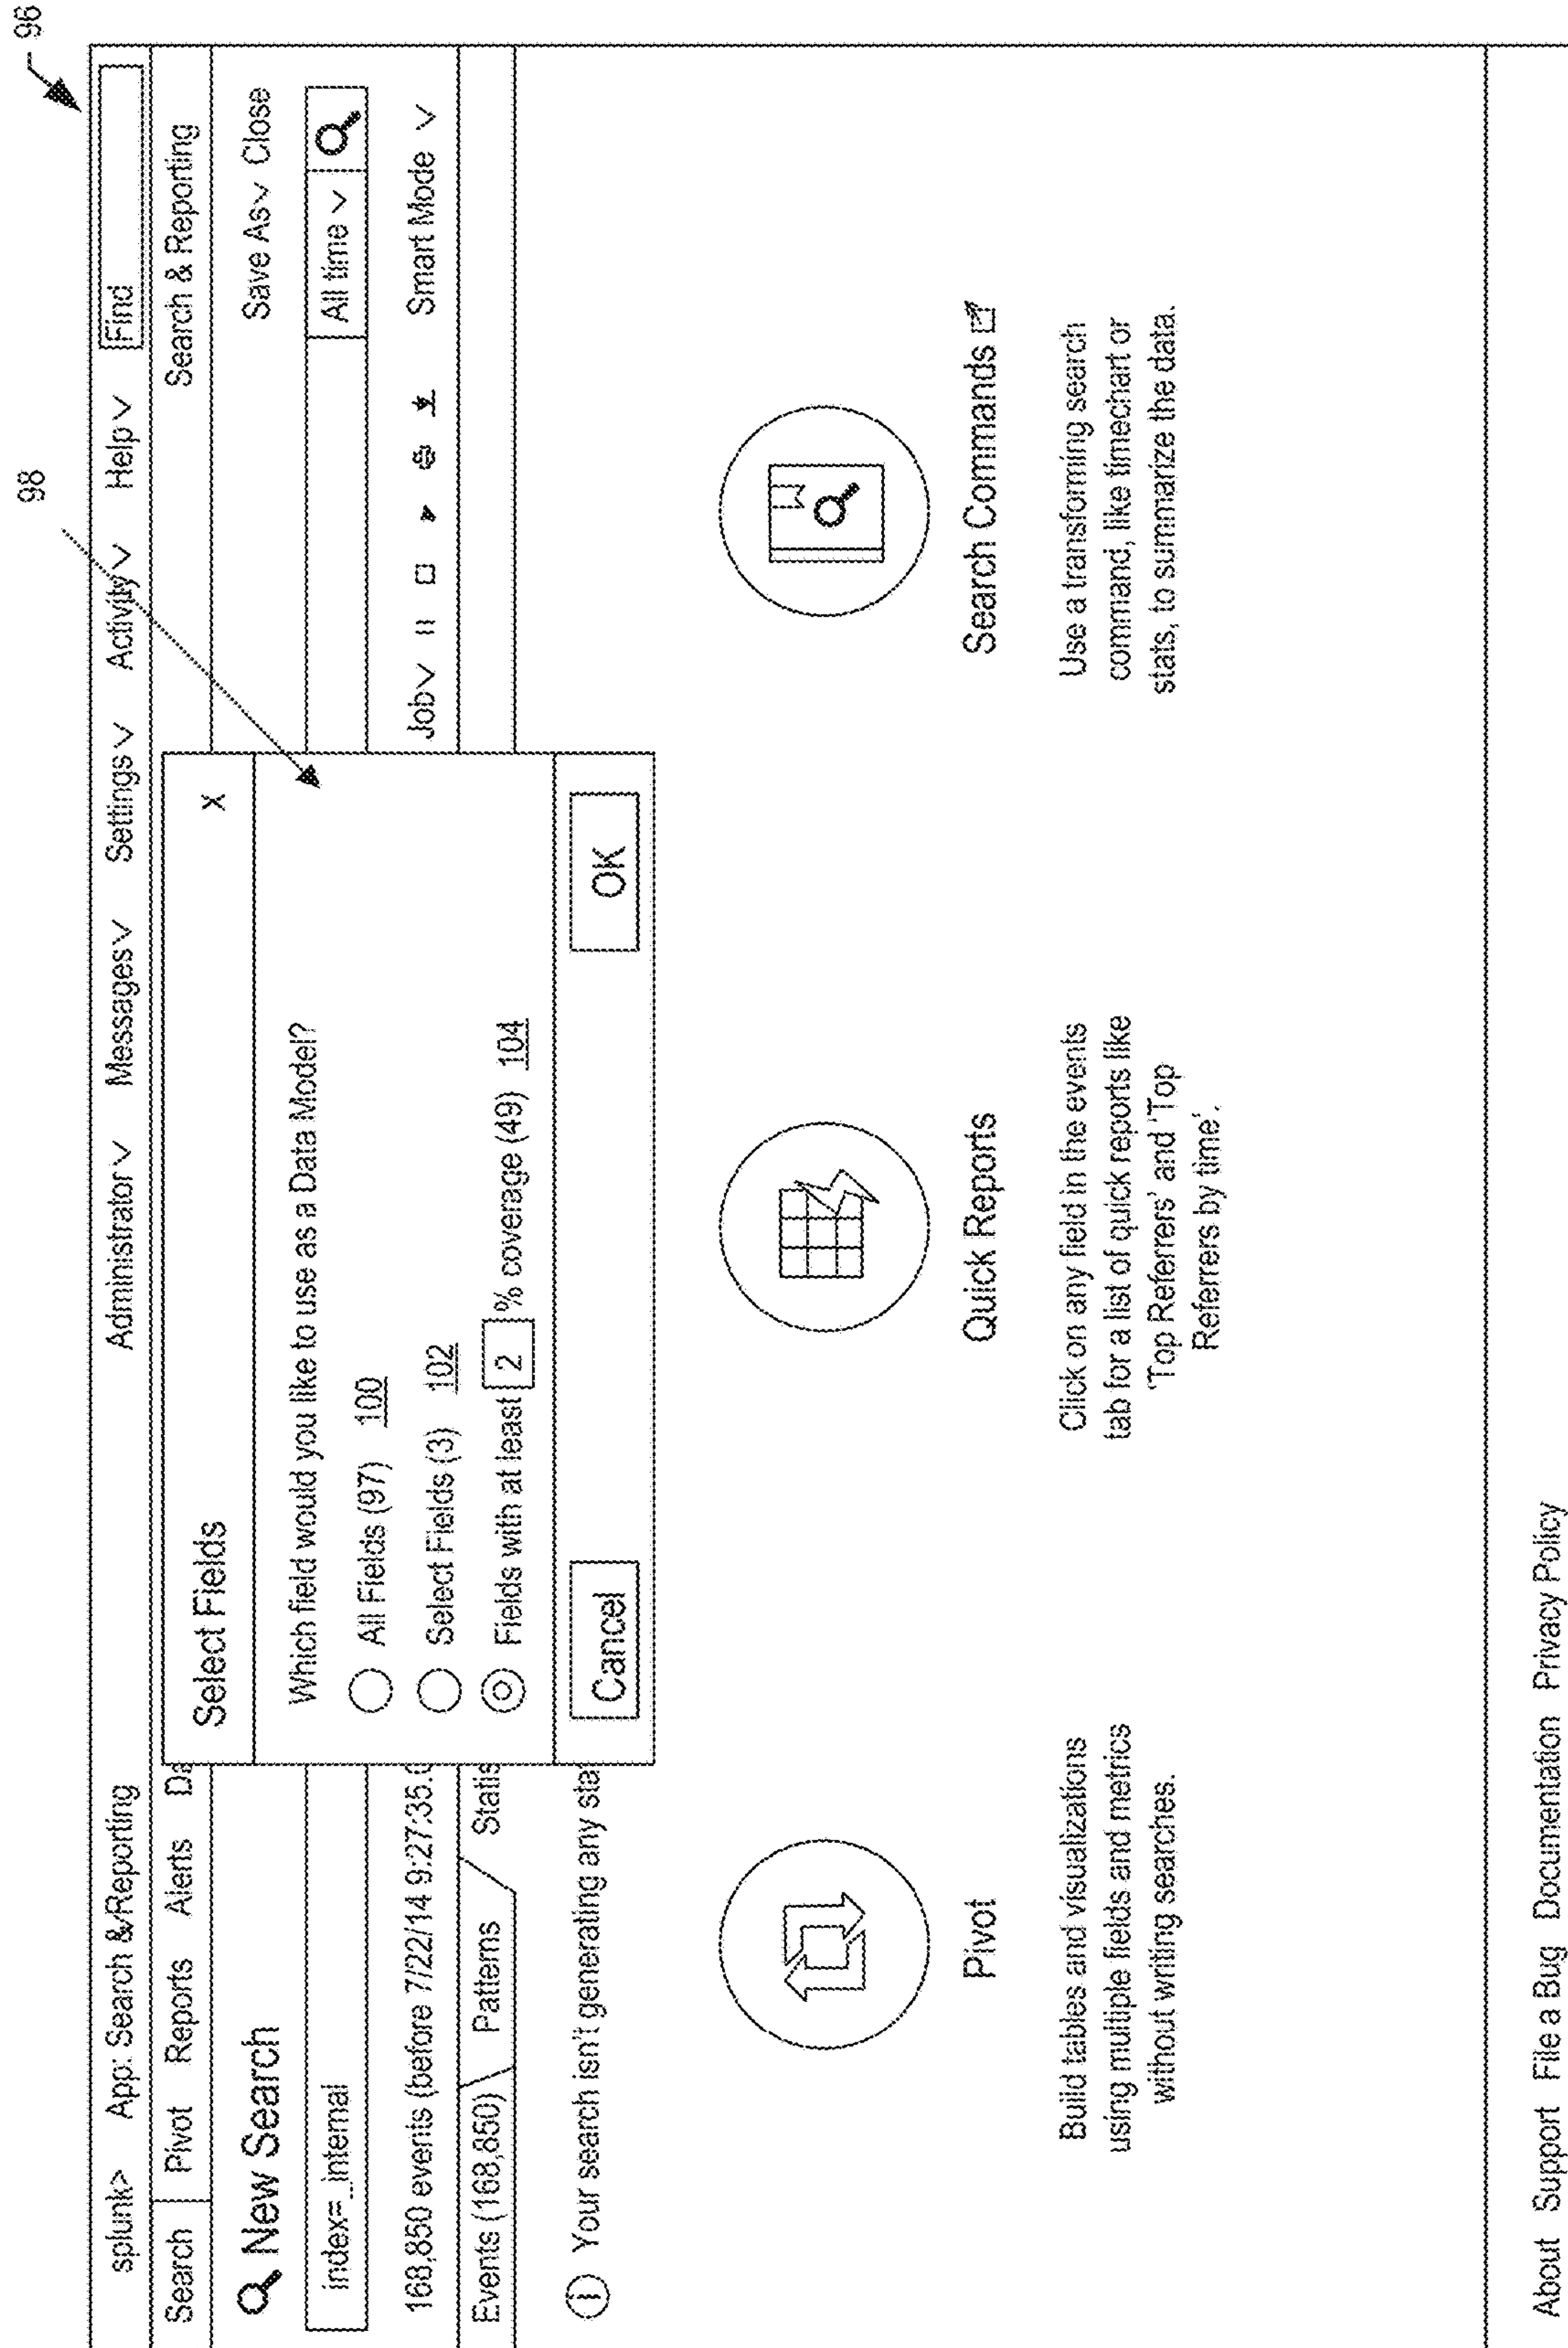 96
98
splunk> App: Search &Reporting Administrator Messages Settings Activity Help Find
Search Pivot Reports Alerts Da Search & Reporting
New Search Save As Close
index=_internal All time
168,850 events (before 7/22/14 9:27:35.0 Job Smart Mode
Events (168,850) Patterns Statis
Your search isn't generating any sta
Select Fields X
Which field would you like to use as a Data Model?
All Fields (97) 100
Select Fields (3) 102
Fields with at least 2 % coverage (49) 104
Cancel OK
Pivot
Build tables and visualizations
using multiple fields and metrics
without writing searches.
Quick Reports
Click on any field in the events
tab for a list of quick reports like
'Top Referrers' and 'Top
Referrers by time'.
Search Commands
Use a transforming search
command, like timechart or
stats, to summarize the data.
About Support File a Bug Documentation Privacy Policy